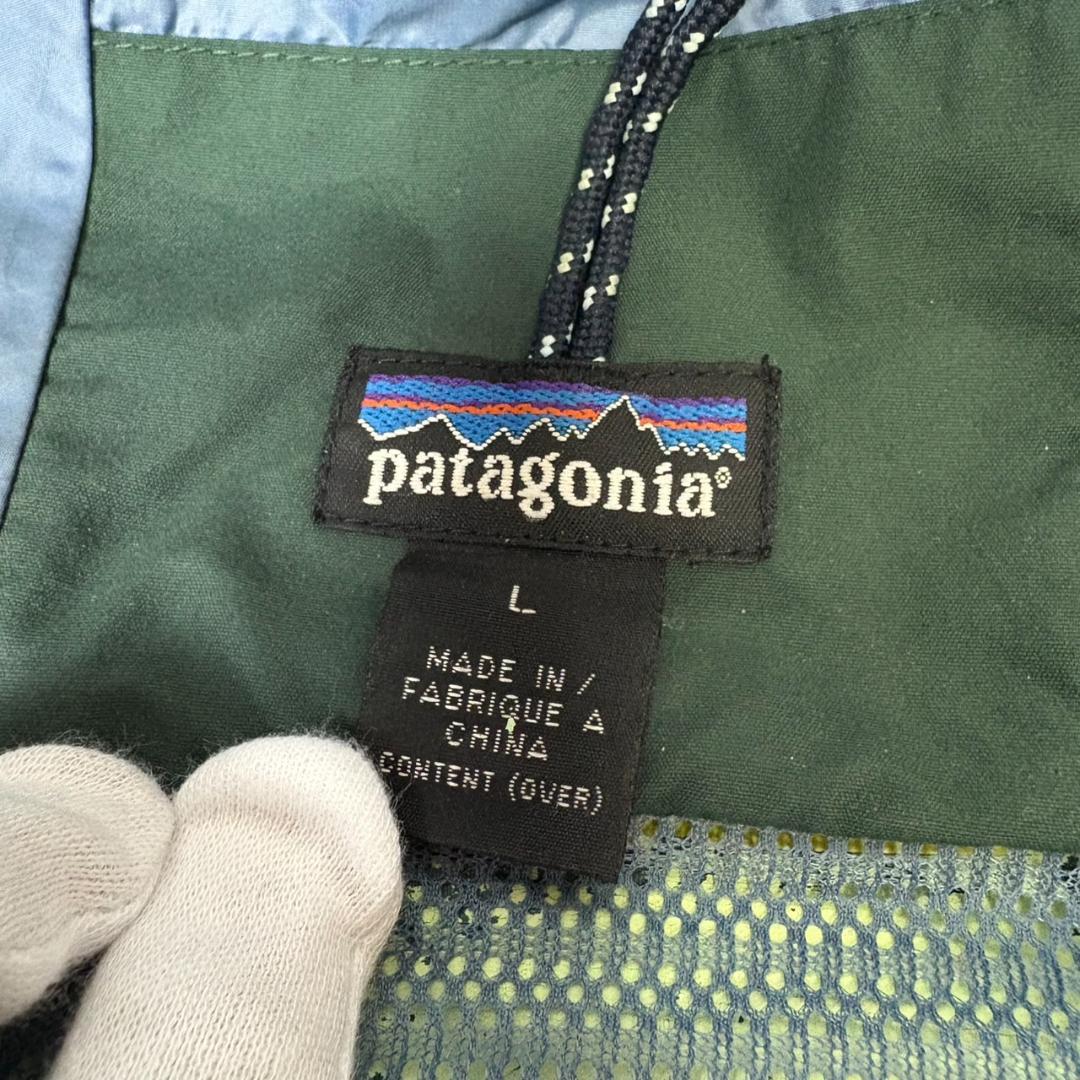 patagonia®
L
MADE IN /
FABRIQUE A
CHINA
CONTENT (OVER)